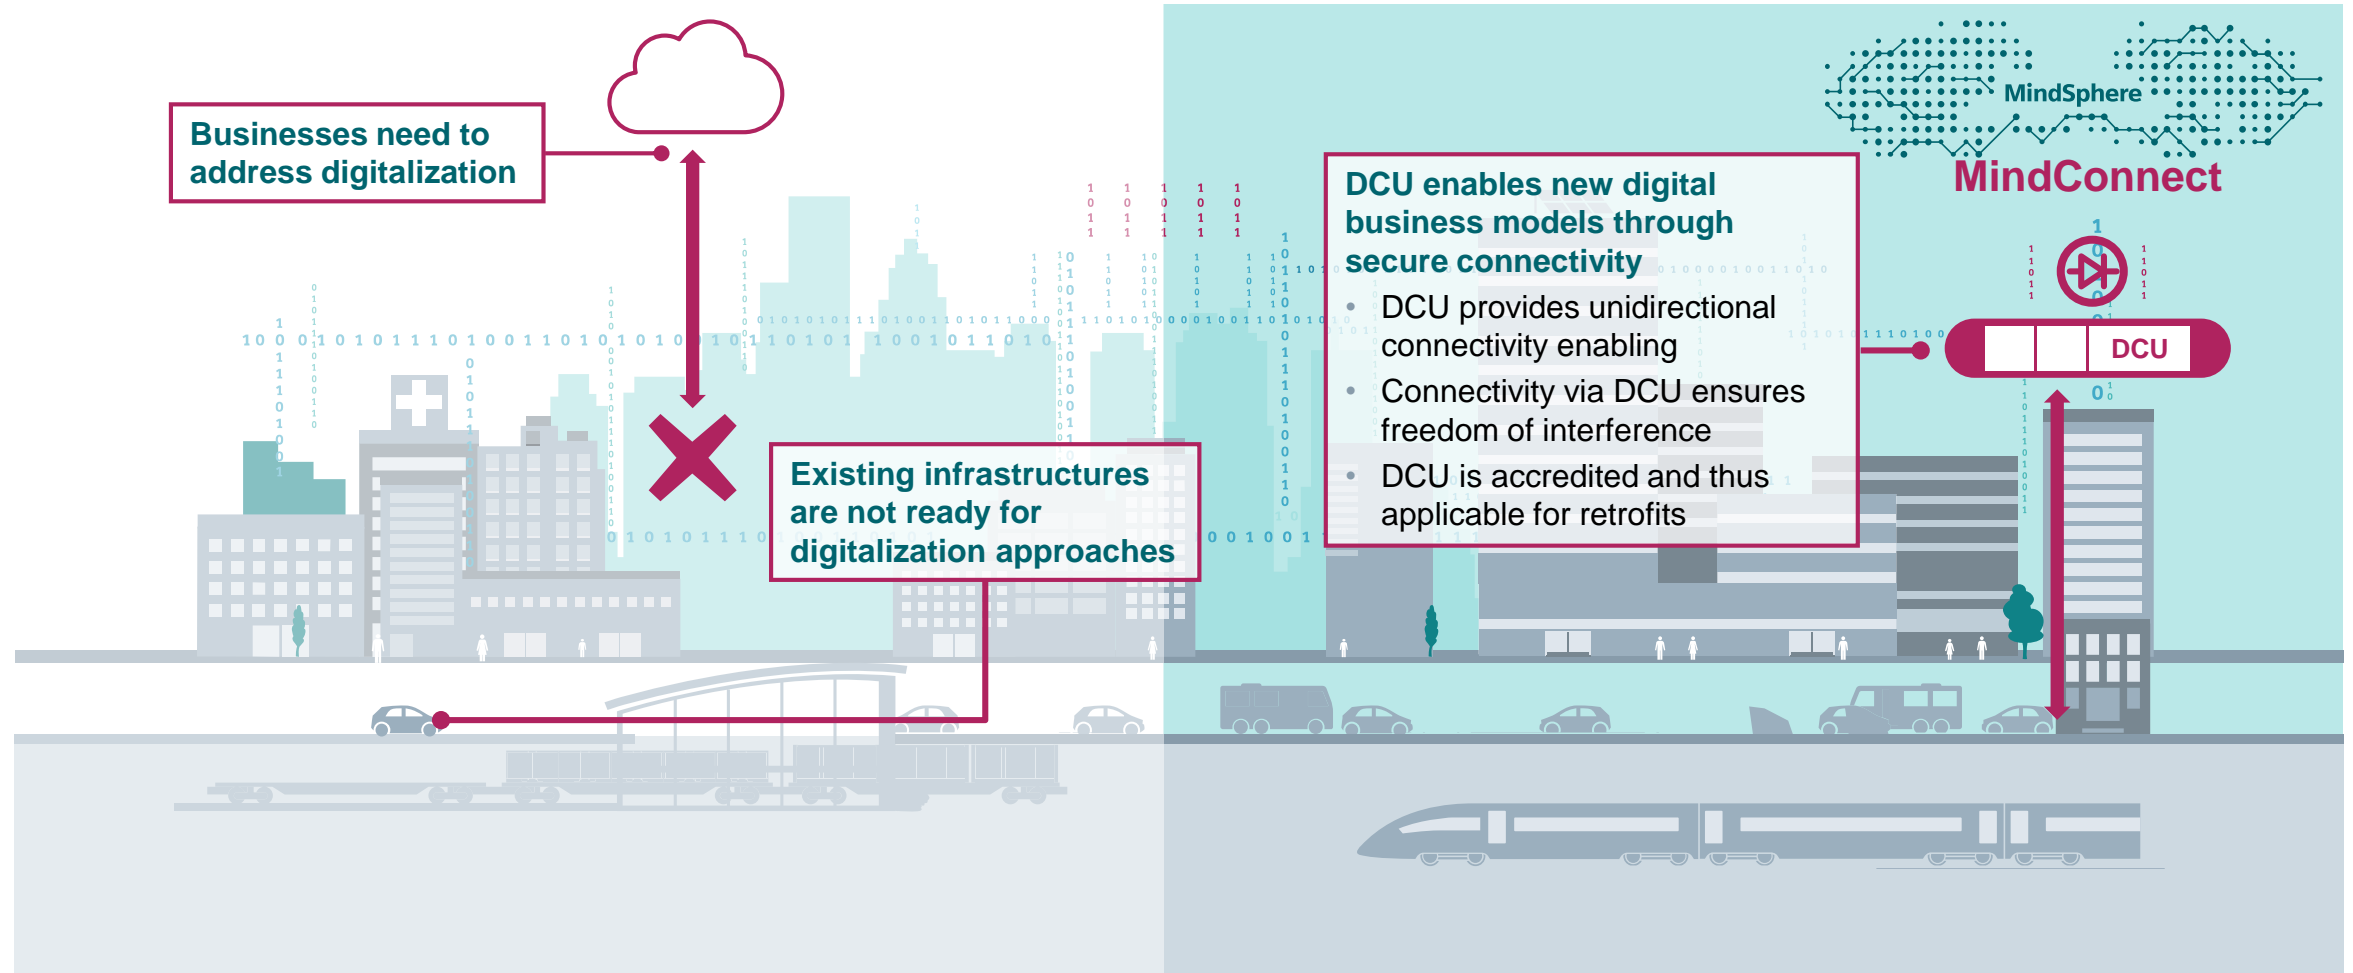 Businesses need to
address digitalization
Existing infrastructures
are not ready for
digitalization approaches
MindSphere
MindConnect
DCU enables new digital
business models through
secure connectivity
• DCU provides unidirectional
connectivity enabling
• Connectivity via DCU ensures
freedom of interference
• DCU is accredited and thus
applicable for retrofits
DCU